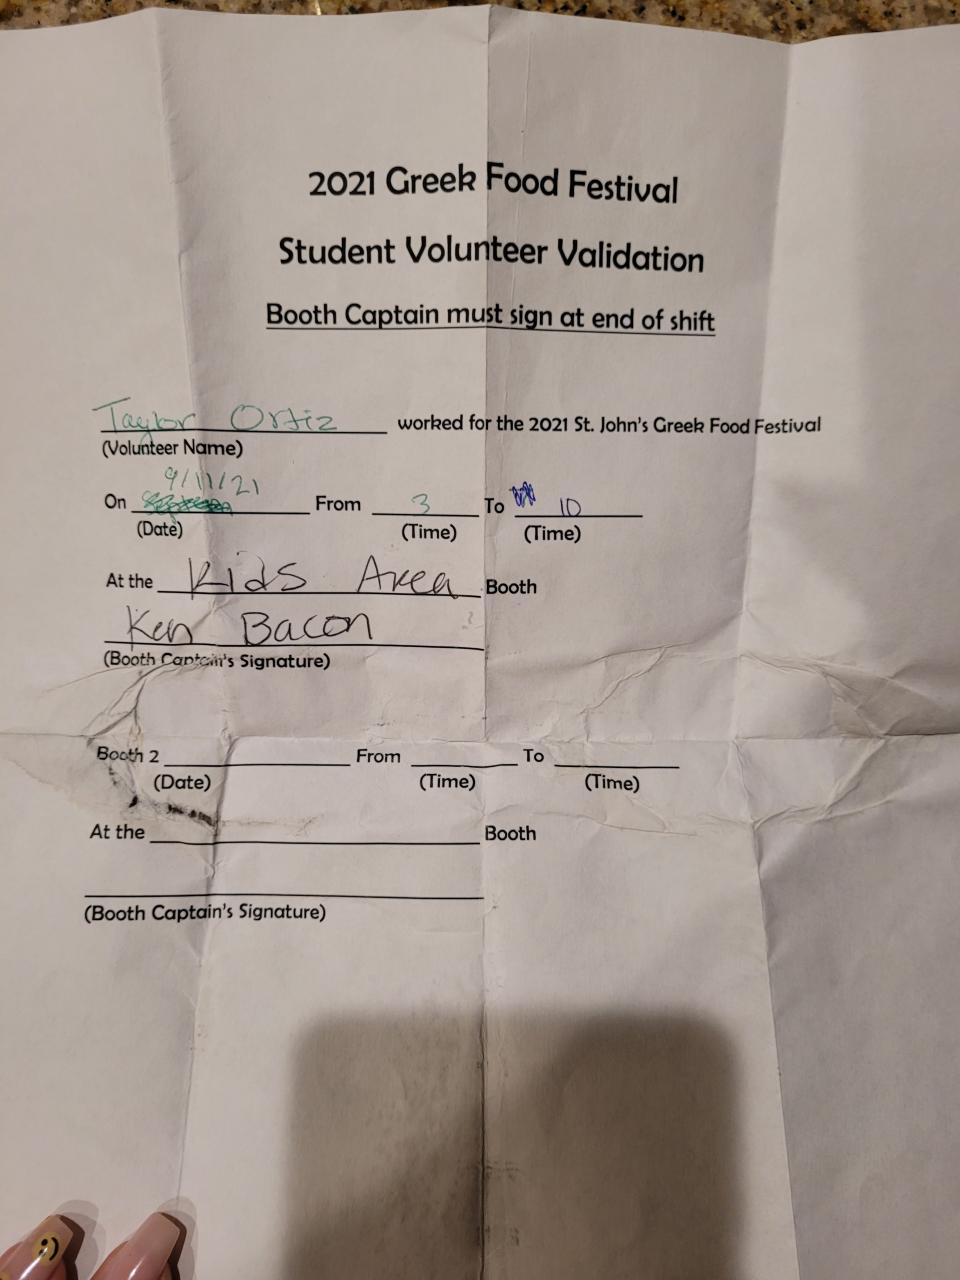 2021 Greek Food Festival
Student Volunteer Validation
Booth Captain must sign at end of shift
Taylor Ortiz worked for the 2021 St. John's Greek Food Festival
(Volunteer Name)
9/11/21
On From 3 To 10
(Date) (Time) (Time)
At the Kids Area Booth
Ken Bacon
(Booth Captain's Signature)
Booth 2 From To
(Date) (Time) (Time)
At the Booth
(Booth Captain's Signature)
:)